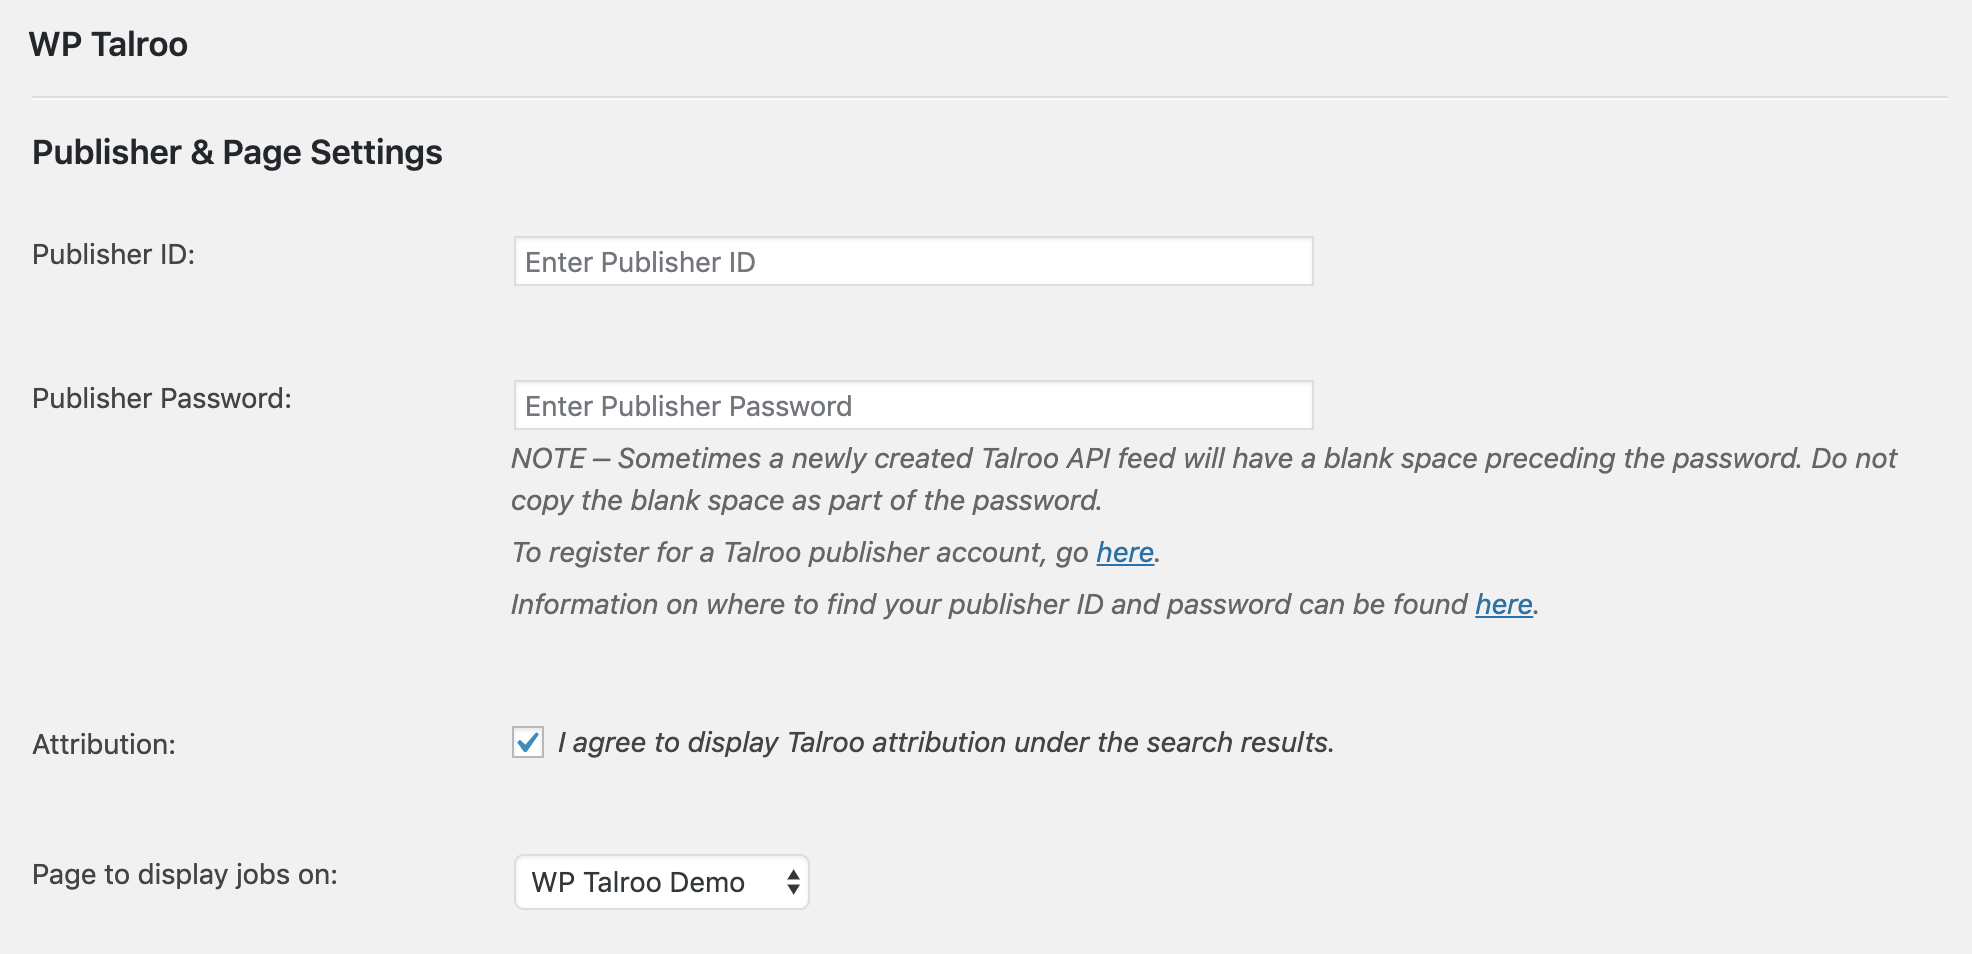 WP Talroo
Publisher & Page Settings
Publisher ID:
Enter Publisher ID
Publisher Password:
Enter Publisher Password
NOTE — Sometimes a newly created Talroo API feed will have a blank space preceding the password. Do not
copy the blank space as part of the password.
To register for a Talroo publisher account, go here.
Information on where to find your publisher ID and password can be found here.
Attribution:
I agree to display Talroo attribution under the search results.
Page to display jobs on:
WP Talroo Demo